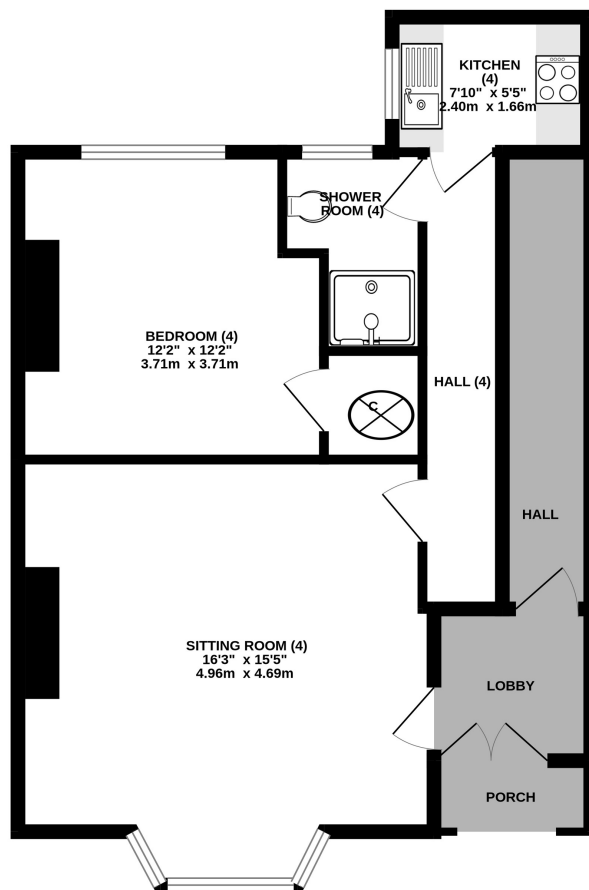 KITCHEN
(4)
7'10" x 5'5"
2.40m x 1.66m
SHOWER
ROOM (4)
BEDROOM (4)
12'2" x 12'2"
3.71m x 3.71m
HALL (4)
C
HALL
SITTING ROOM (4)
16'3" x 15'5"
4.96m x 4.69m
LOBBY
PORCH